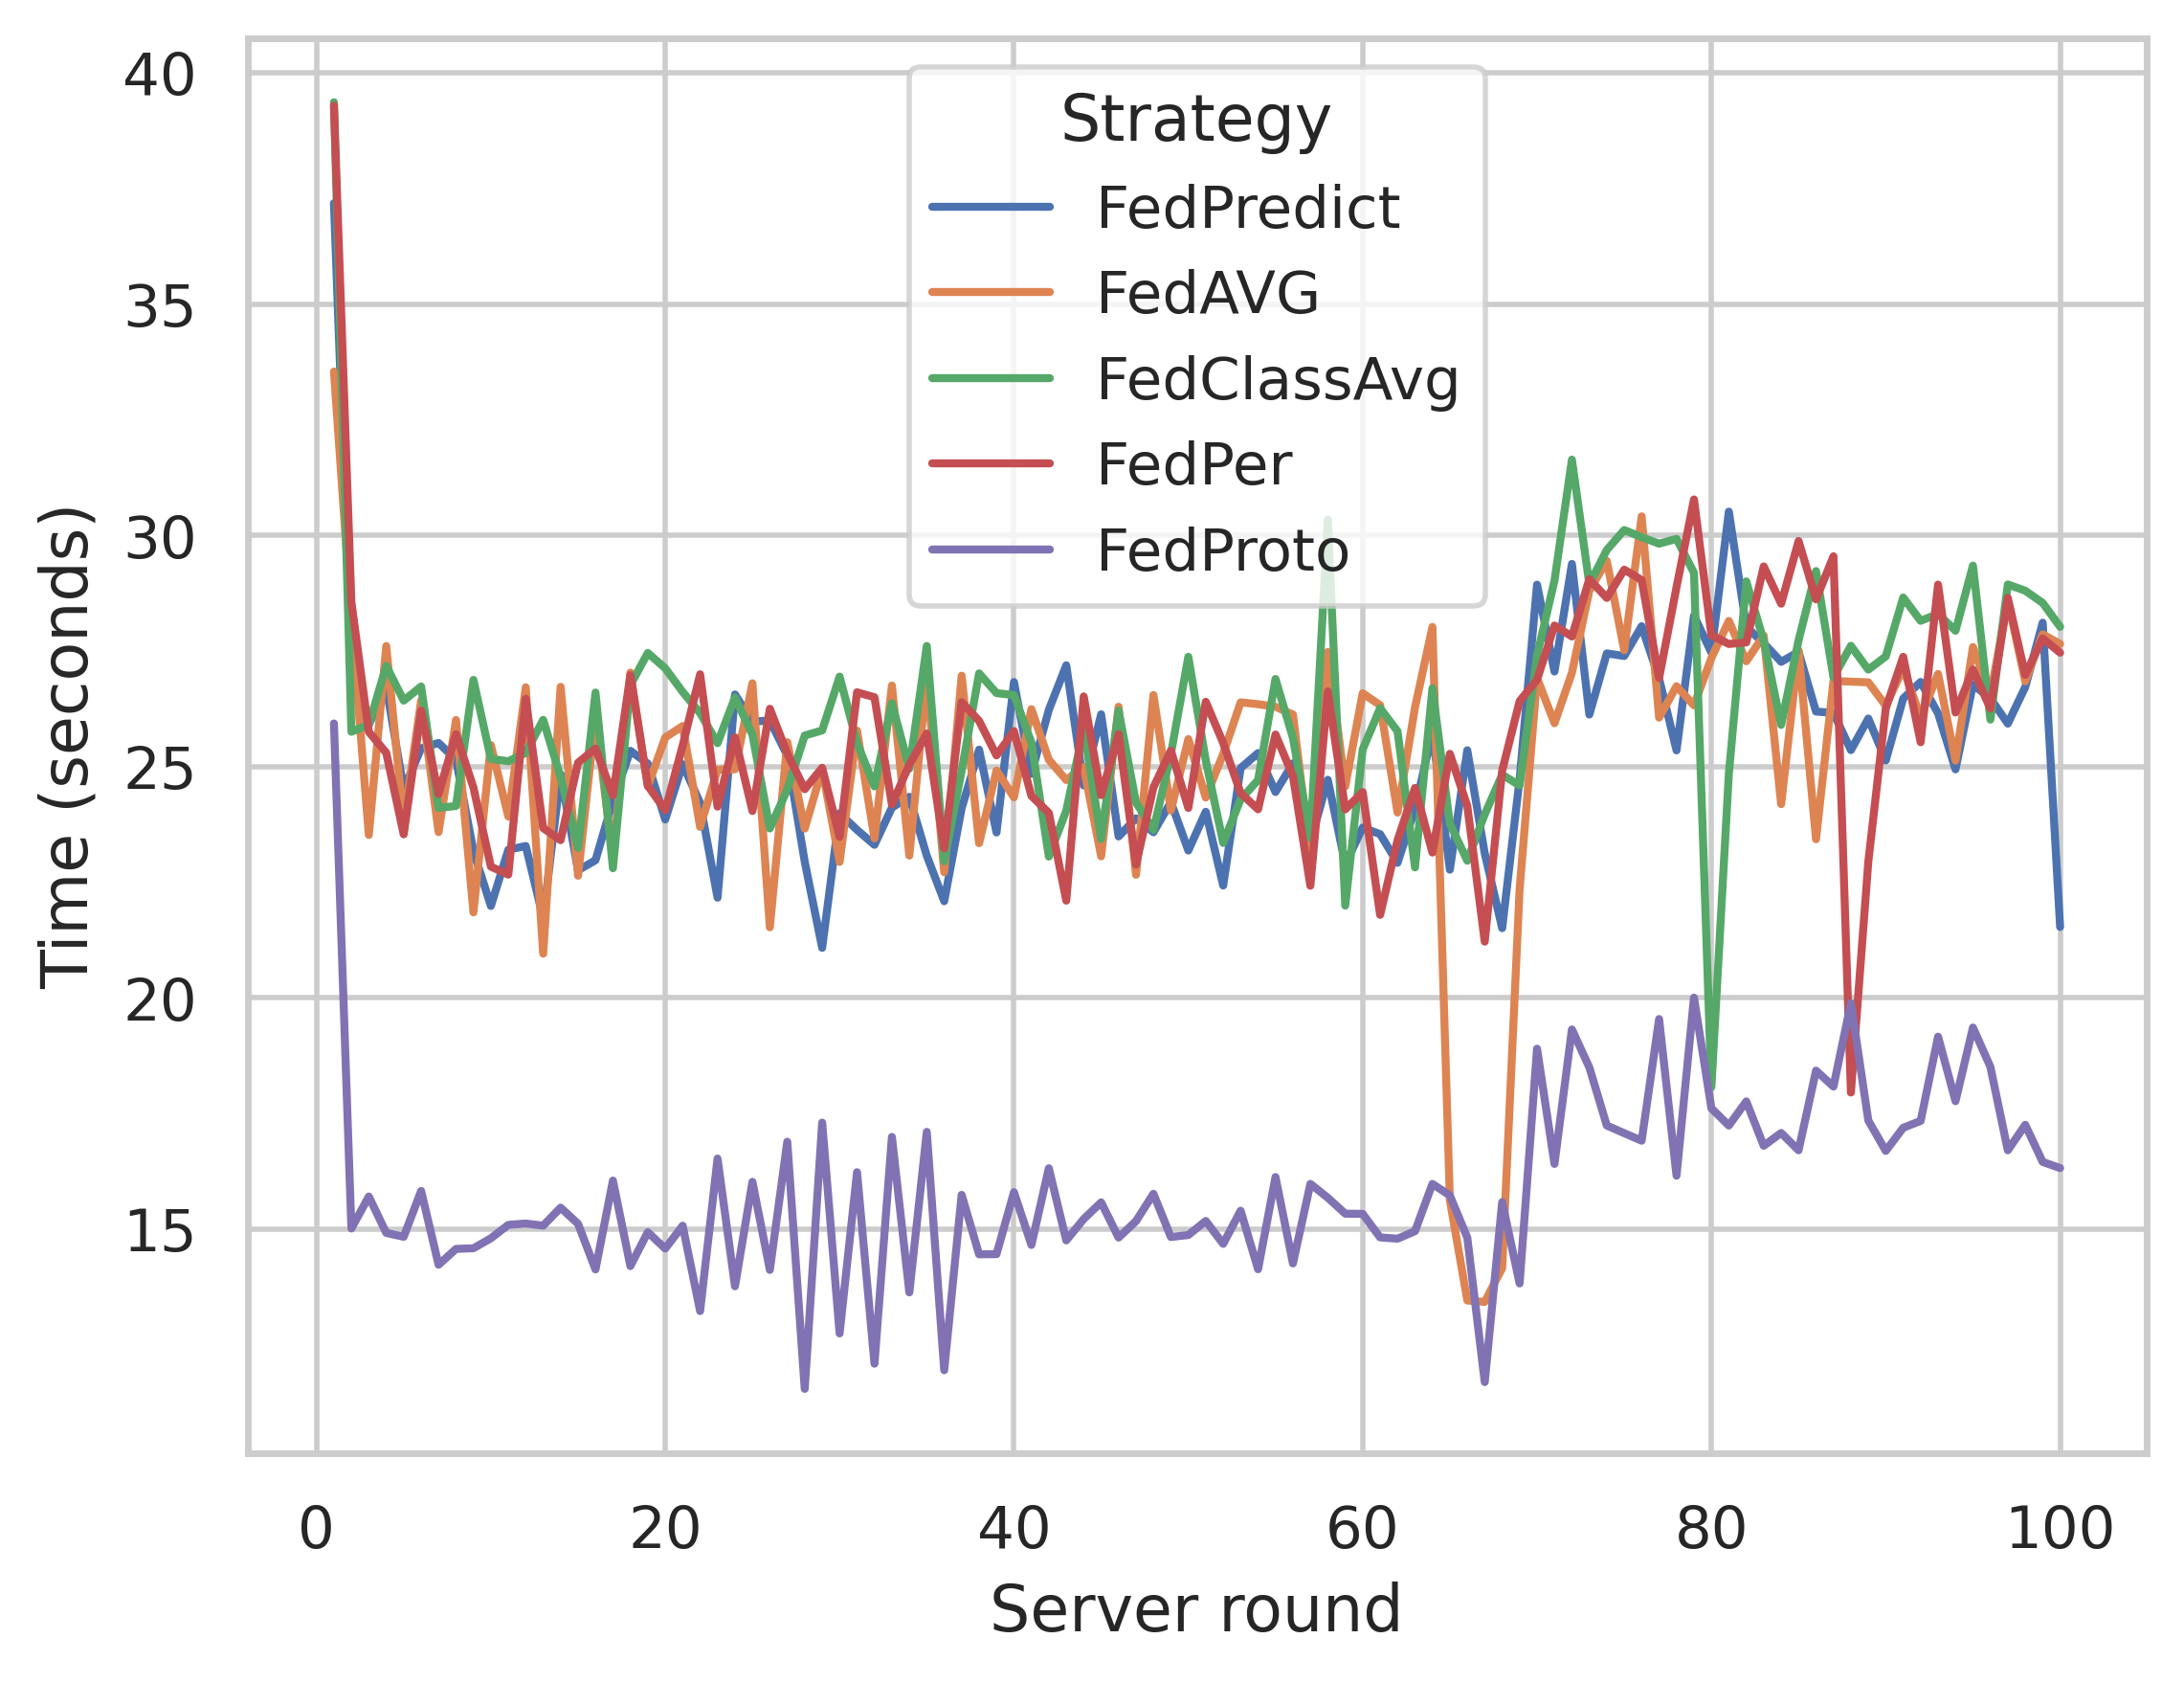 40
35
30
25
20
15
Time (seconds)
Strategy
FedPredict
FedAVG
FedClassAvg
FedPer
FedProto
0 20 40 60 80 100
Server round